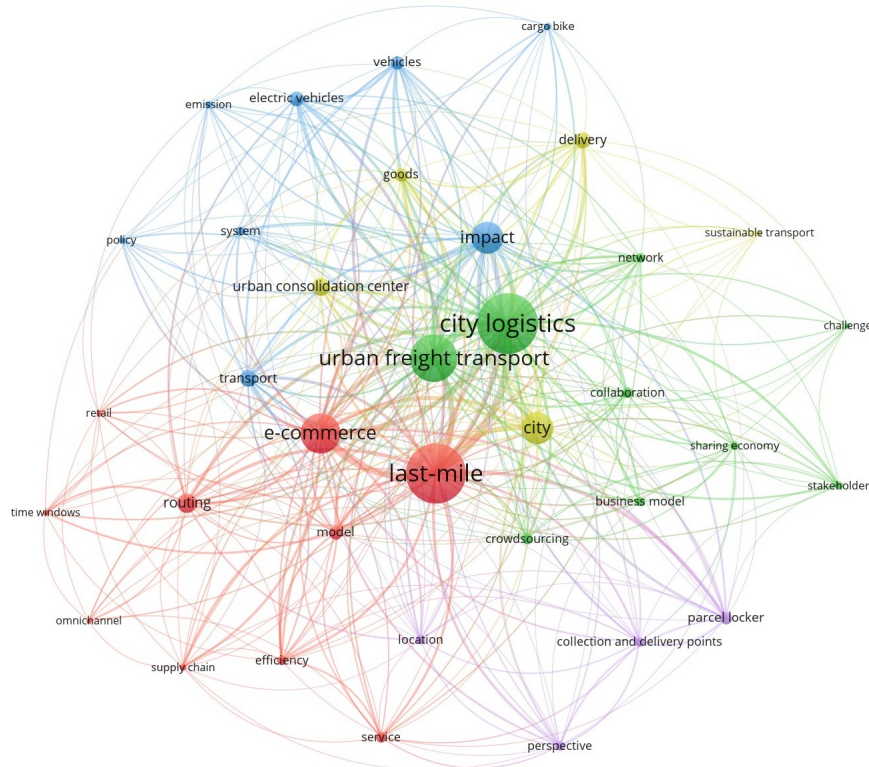 cargo bike
vehicles
electric vehicles
emission
delivery
goods
sustainable transport
system
impact
policy
network
urban consolidation center
city logistics
challenge
urban freight transport
transport
collaboration
retail
e-commerce
city
sharing economy
last-mile
stakeholder
routing
business model
time windows
model
crowdsourcing
parcel locker
omnichannel
location
collection and delivery points
efficiency
supply chain
service
perspective